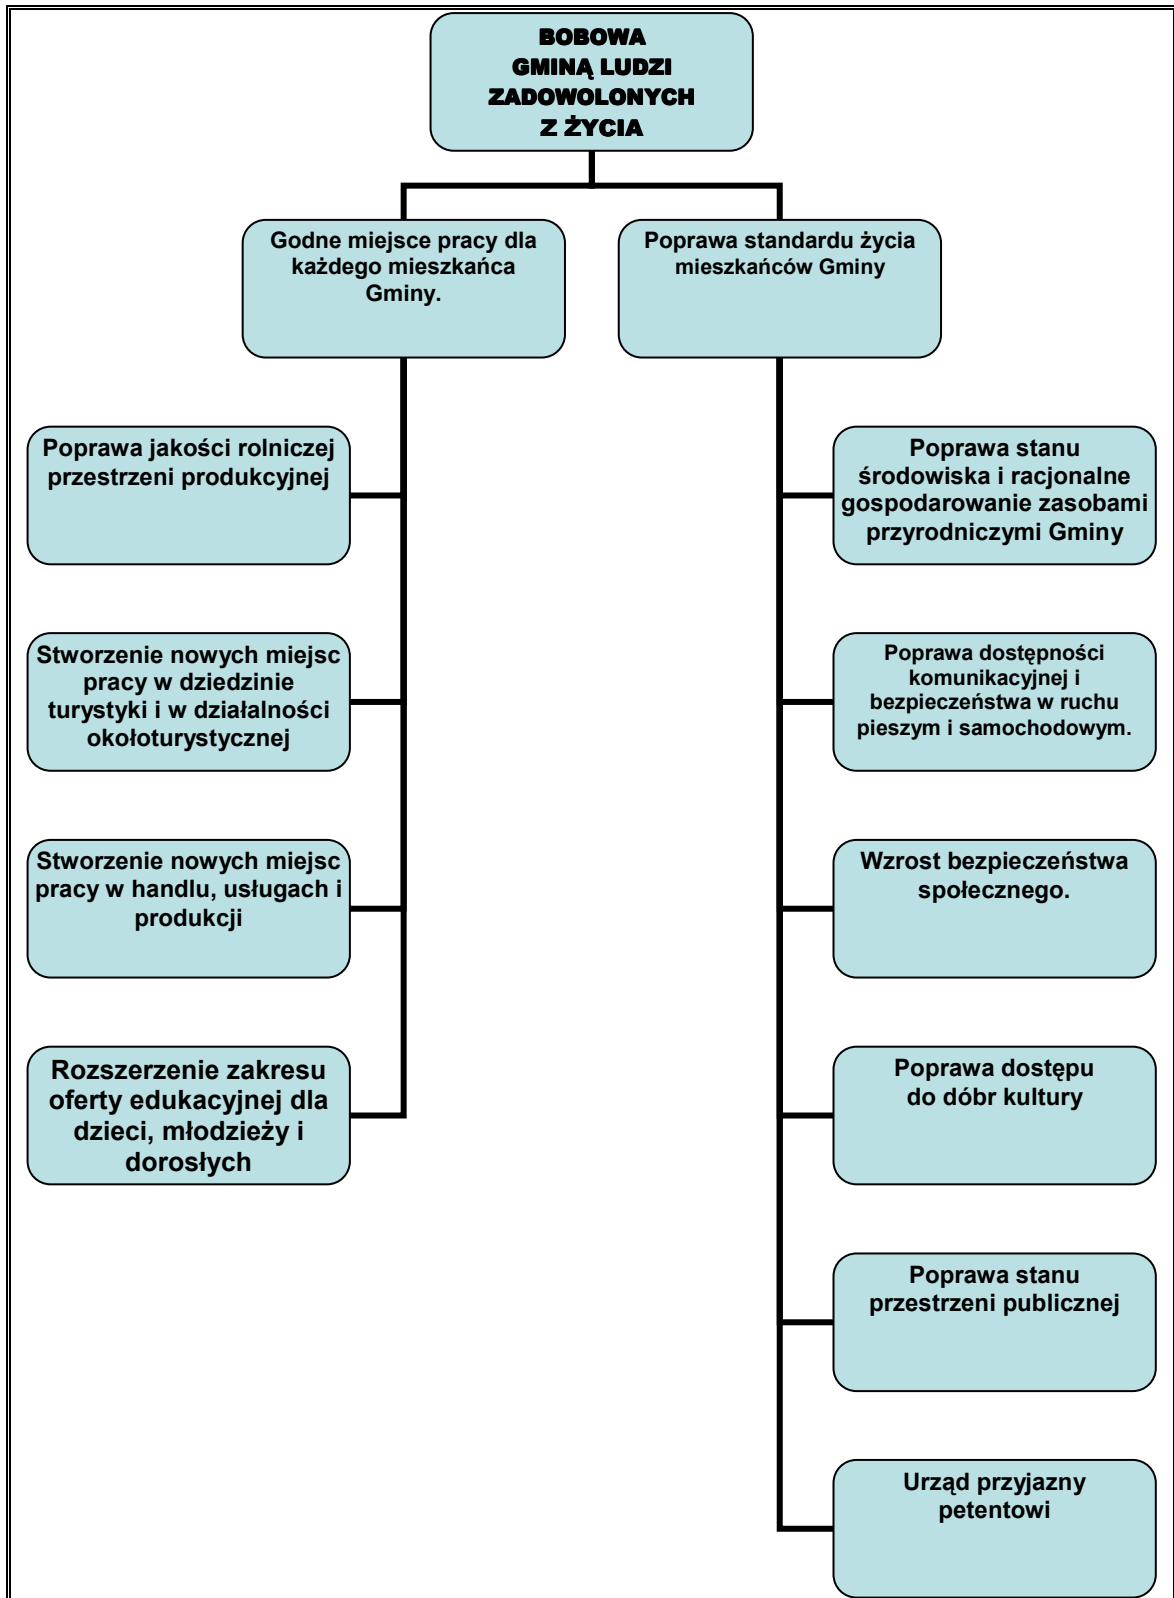 BOBOWA
GMINĄ LUDZI
ZADOWOLONYCH
Z ŻYCIA
Godne miejsce pracy dla
każdego mieszkańca
Gminy.
Poprawa standardu życia
mieszkańców Gminy
Poprawa jakości rolniczej
przestrzeni produkcyjnej
Stworzenie nowych miejsc
pracy w dziedzinie
turystyki i w działalności
okołoturystycznej
Stworzenie nowych miejsc
pracy w handlu, usługach i
produkcji
Rozszerzenie zakresu
oferty edukacyjnej dla
dzieci, młodzieży i
dorosłych
Poprawa stanu
środowiska i racjonalne
gospodarowanie zasobami
przyrodniczymi Gminy
Poprawa dostępności
komunikacyjnej i
bezpieczeństwa w ruchu
pieszym i samochodowym.
Wzrost bezpieczeństwa
społecznego.
Poprawa dostępu
do dóbr kultury
Poprawa stanu
przestrzeni publicznej
Urząd przyjazny
petentowi